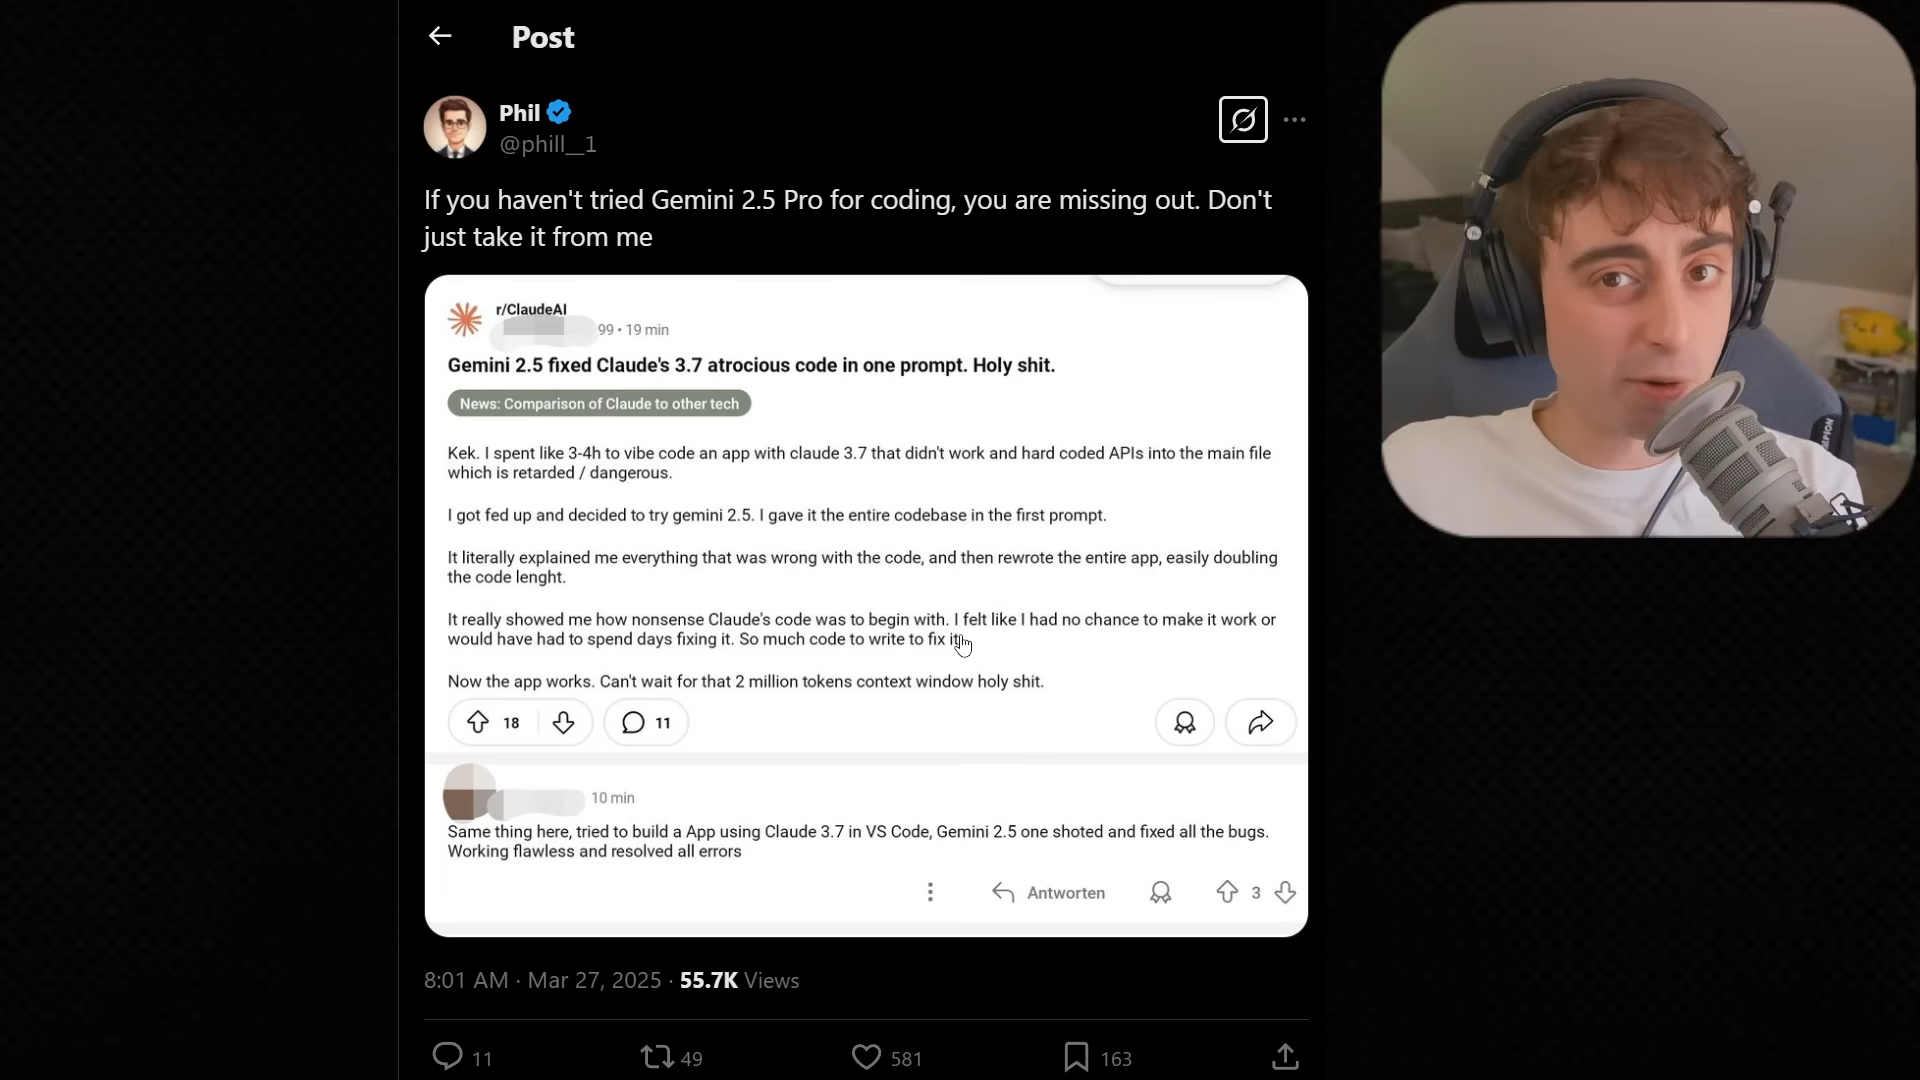 Post
Phil
@phill__1
If you haven't tried Gemini 2.5 Pro for coding, you are missing out. Don't
just take it from me
r/ClaudeAI
99 • 19 min
Gemini 2.5 fixed Claude's 3.7 atrocious code in one prompt. Holy shit.
News: Comparison of Claude to other tech
Kek. I spent like 3-4h to vibe code an app with claude 3.7 that didn't work and hard coded APIs into the main file
which is retarded / dangerous.
I got fed up and decided to try gemini 2.5. I gave it the entire codebase in the first prompt.
It literally explained me everything that was wrong with the code, and then rewrote the entire app, easily doubling
the code lenght.
It really showed me how nonsense Claude's code was to begin with. I felt like I had no chance to make it work or
would have had to spend days fixing it. So much code to write to fix it.
Now the app works. Can't wait for that 2 million tokens context window holy shit.
18
11
10 min
Same thing here, tried to build a App using Claude 3.7 in VS Code, Gemini 2.5 one shoted and fixed all the bugs.
Working flawless and resolved all errors
Antworten
3
8:01 AM · Mar 27, 2025 · 55.7K Views
11
49
581
163